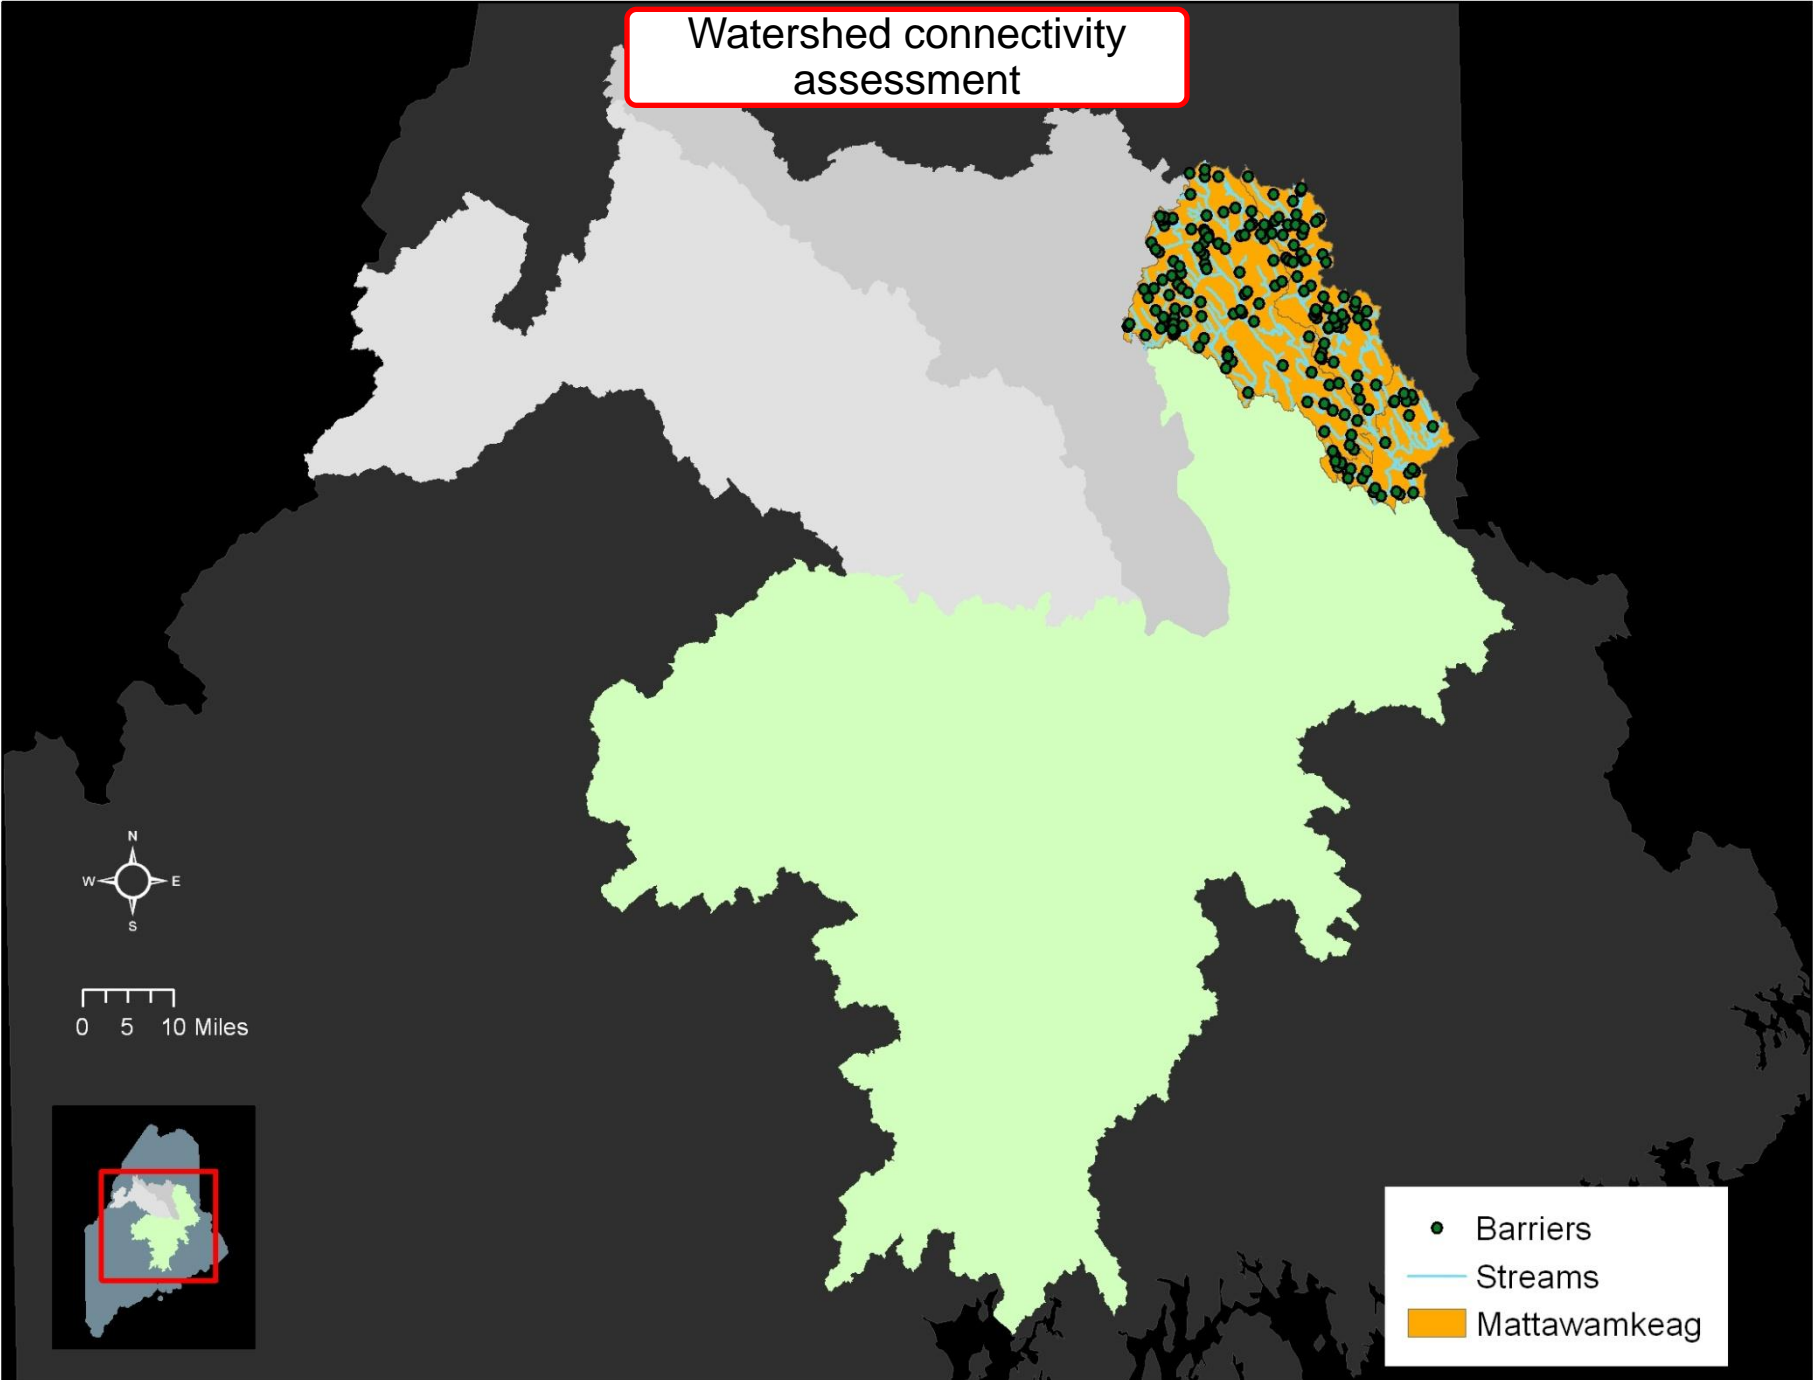 Watershed connectivity
assessment
N
W E
S
0 5 10 Miles
Barriers
Streams
Mattawamkeag